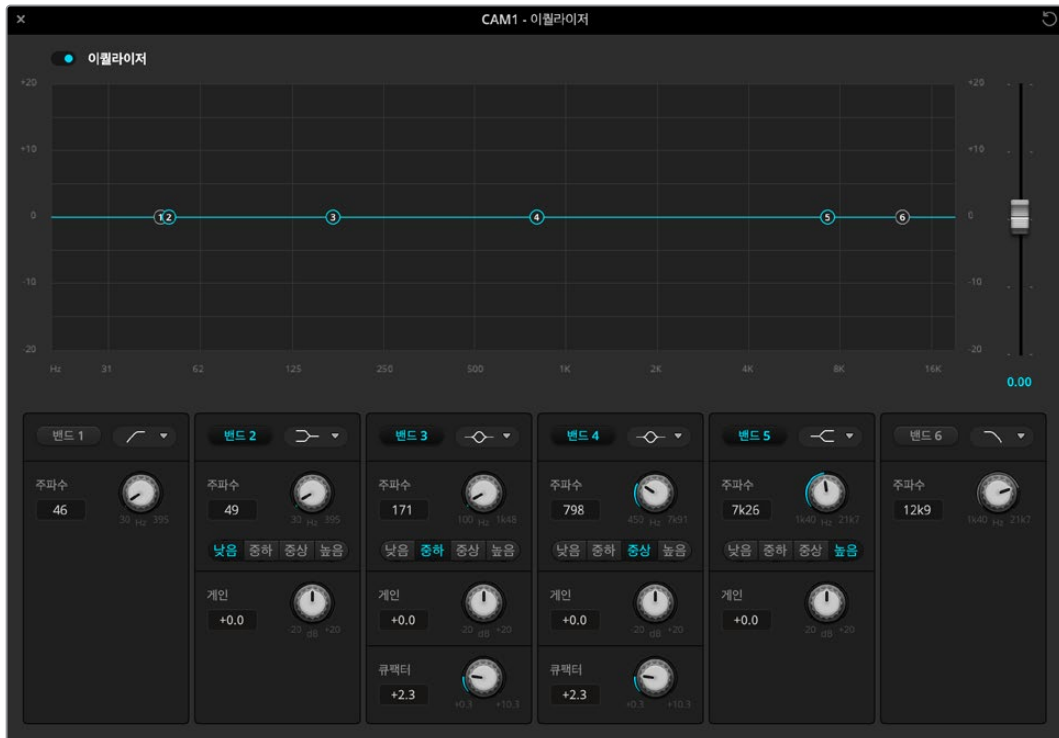 × CAM1 - 이퀄라이저
이퀄라이저
+20 +20
+10 +10
0 1 2 3 4 5 6 0
-10 -10
-20 -20
Hz 31 62 125 250 500 1K 2K 4K 8K 16K
0.00
밴드 1 밴드 2 밴드 3 밴드 4 밴드 5 밴드 6
주파수 주파수 주파수 주파수 주파수 주파수
46 49 171 798 7k26 12k9
30 Hz 395 30 Hz 395 100 Hz 1k48 450 Hz 7k91 1k40 Hz 21k7 1k40 Hz 21k7
낮음 중하 중상 높음 낮음 중하 중상 높음 낮음 중하 중상 높음 낮음 중하 중상 높음
게인 게인 게인 게인
+0.0 +0.0 +0.0 +0.0
-20 dB +20 -20 dB +20 -20 dB +20 -20 dB +20
큐팩터 큐팩터
+2.3 +2.3
+0.3 +10.3 +0.3 +10.3